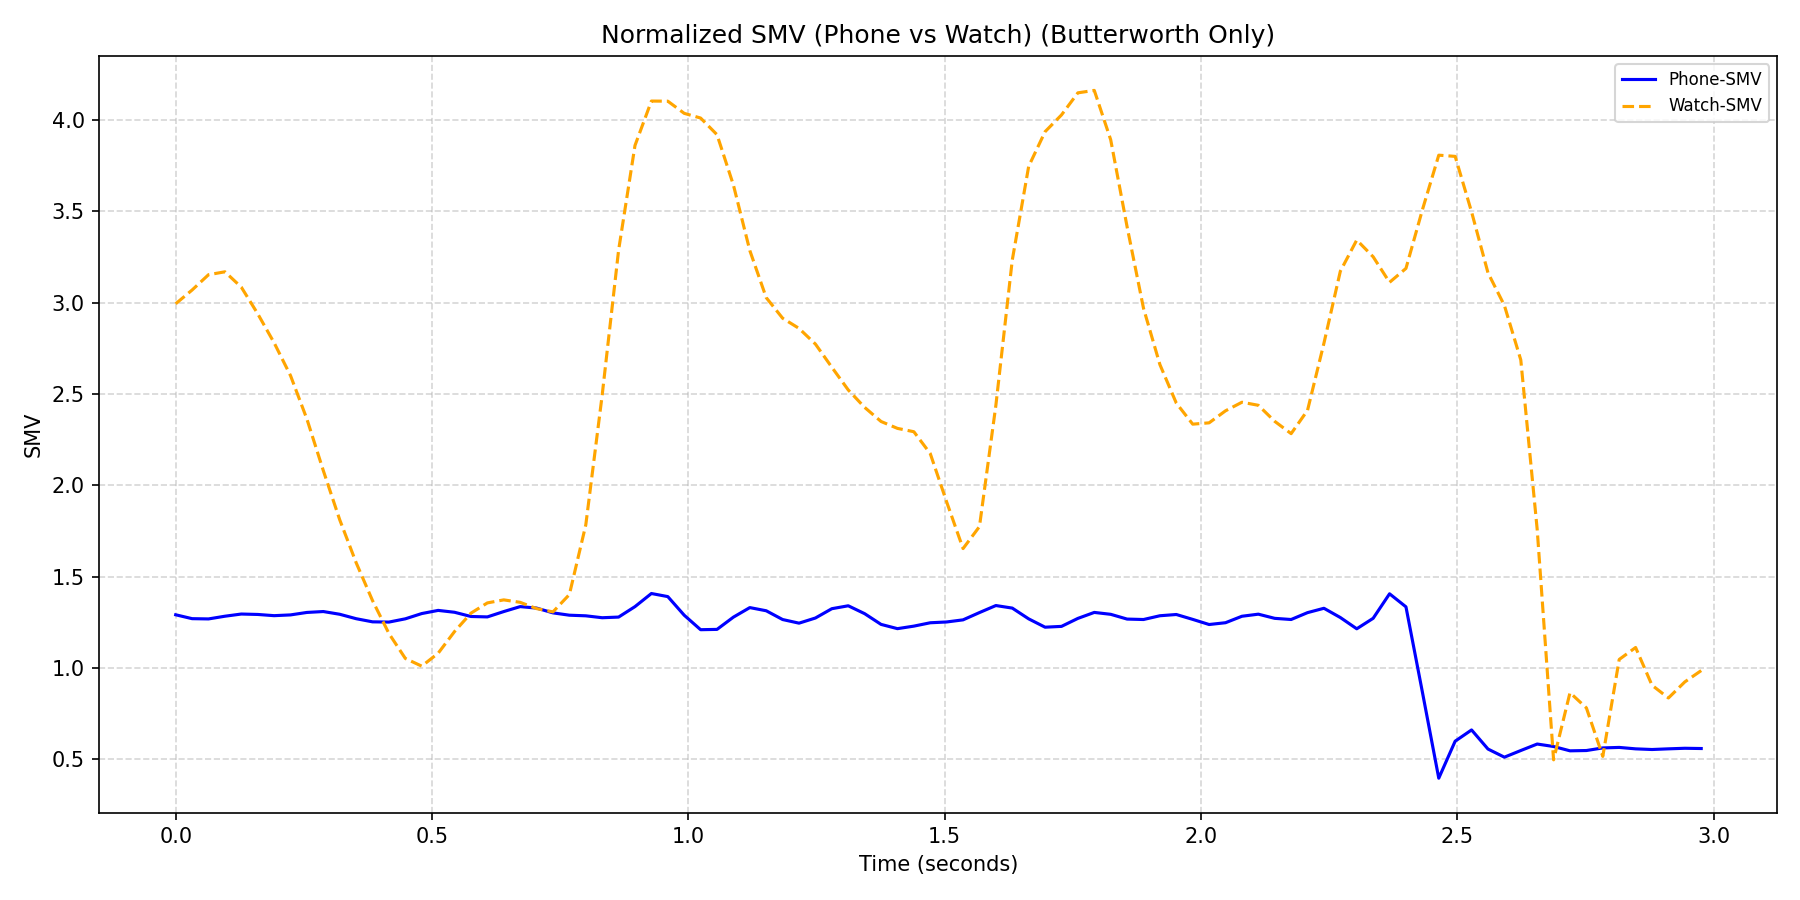 Normalized SMV (Phone vs Watch) (Butterworth Only)
Phone-SMV
Watch-SMV
4.0
3.5
3.0
2.5
2.0
1.5
1.0
0.5
SMV
0.0 0.5 1.0 1.5 2.0 2.5 3.0
Time (seconds)